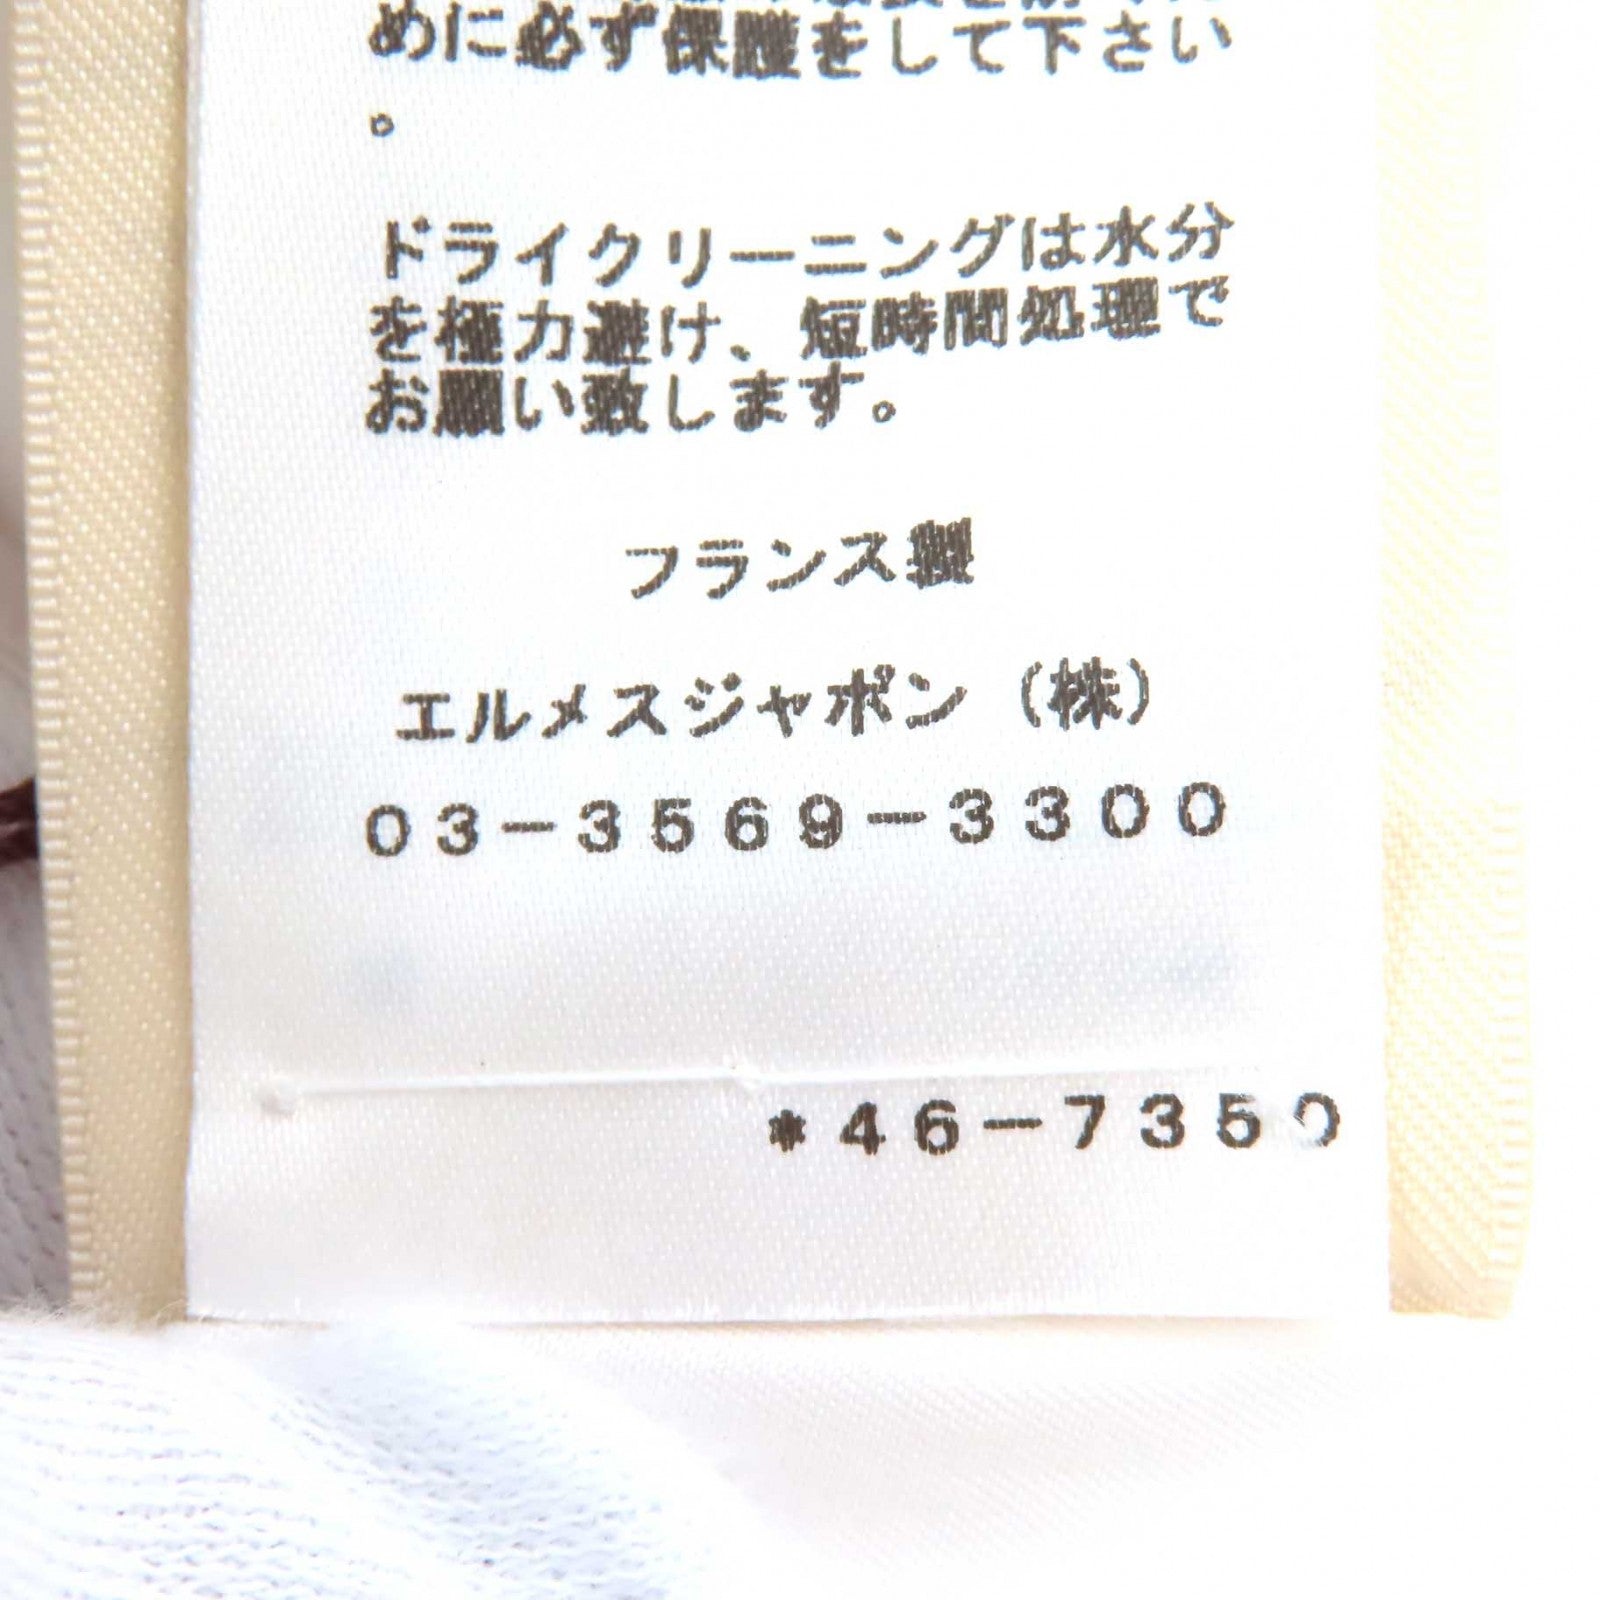 めに必ず保護をして下さい
。
ドライクリーニングは水分
を極力避け、短時間処理で
お願い致します。
フランス製
エルメスジャポン（株）
03-3569-3300
*46-7350